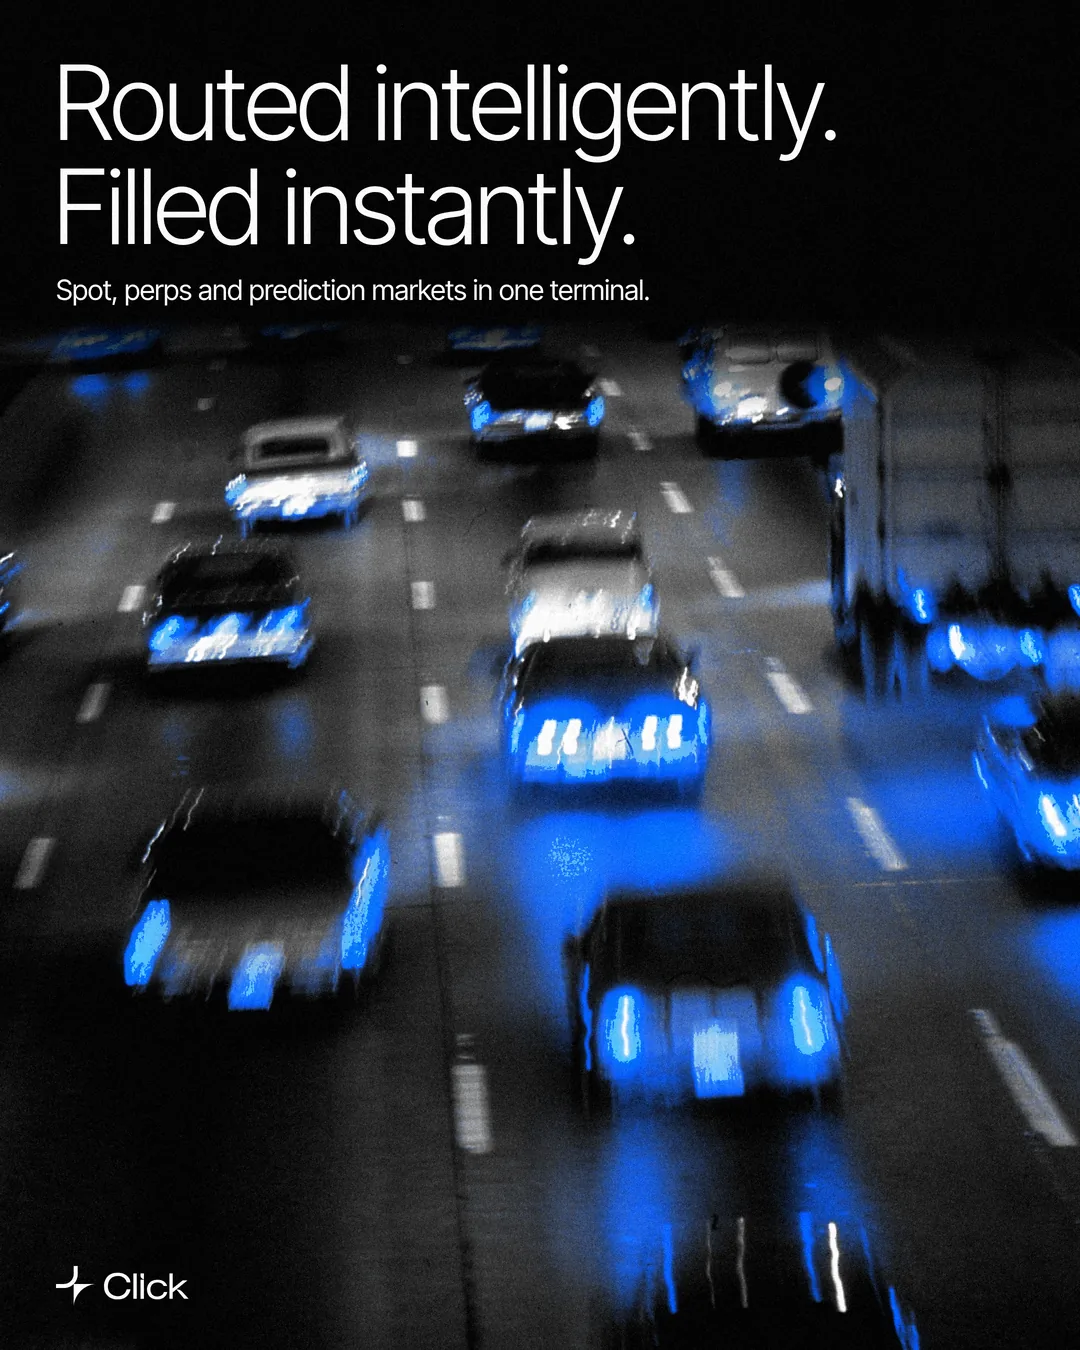 Routed intelligently.
Filled instantly.
Spot, perps and prediction markets in one terminal.
Click